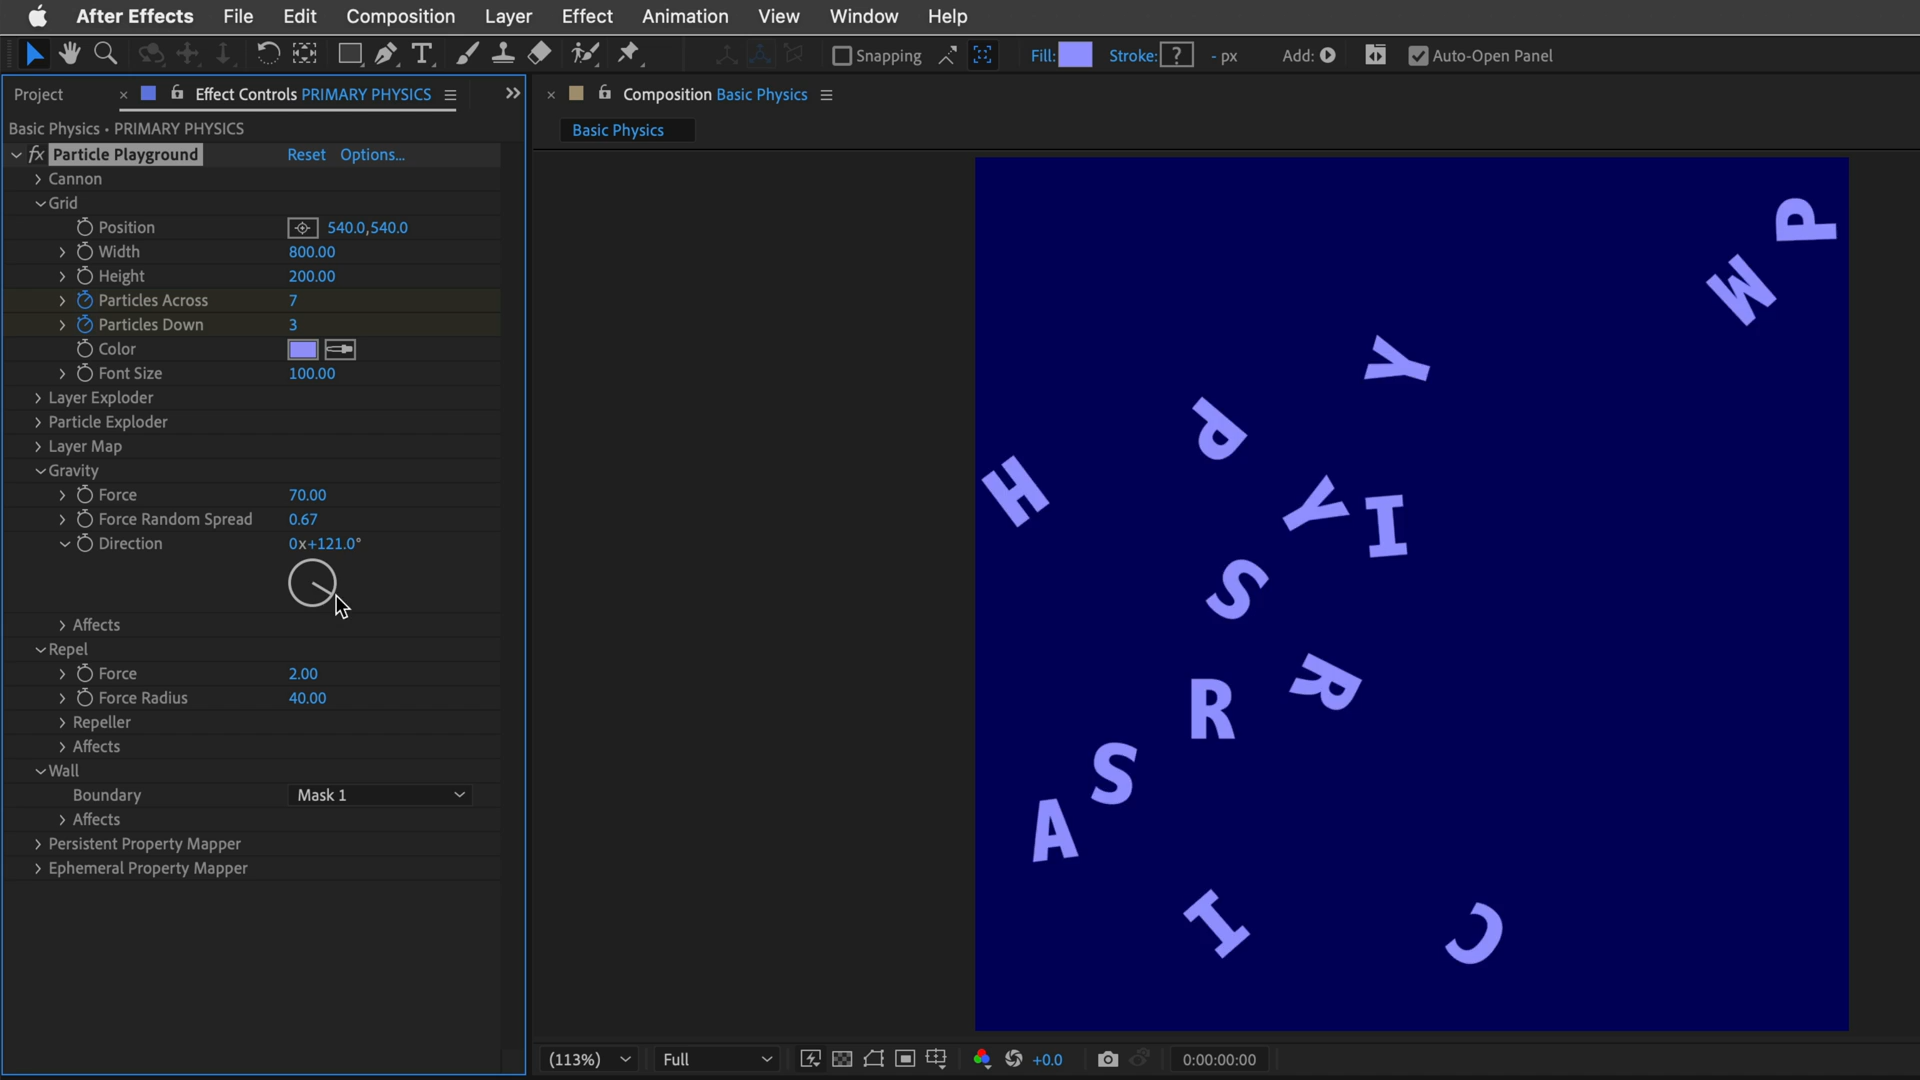 After Effects File Edit Composition Layer Effect Animation View Window Help
Snapping Fill: Stroke: ? - px Add: Auto-Open Panel
Project × Effect Controls PRIMARY PHYSICS
× Composition Basic Physics
Basic Physics • PRIMARY PHYSICS
Basic Physics
fx Particle Playground Reset Options...
Cannon
Grid
Position 540.0,540.0
Width 800.00
Height 200.00
Particles Across 7
Particles Down 3
Color
Font Size 100.00
Layer Exploder
Particle Exploder
Layer Map
Gravity
Force 70.00
Force Random Spread 0.67
Direction 0x+121.0°
Affects
Repel
Force 2.00
Force Radius 40.00
Repeller
Affects
Wall
Boundary Mask 1
Affects
Persistent Property Mapper
Ephemeral Property Mapper
P
M
Y
P
H
Y I
S
R
R
S
A
I C
(113%) Full +0.0 0:00:00:00